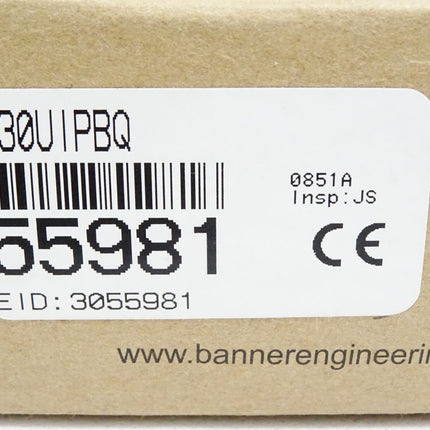 30UIPBQ
0851A
Insp:JS
55981
CE
EID: 3055981
www.bannerengineerin